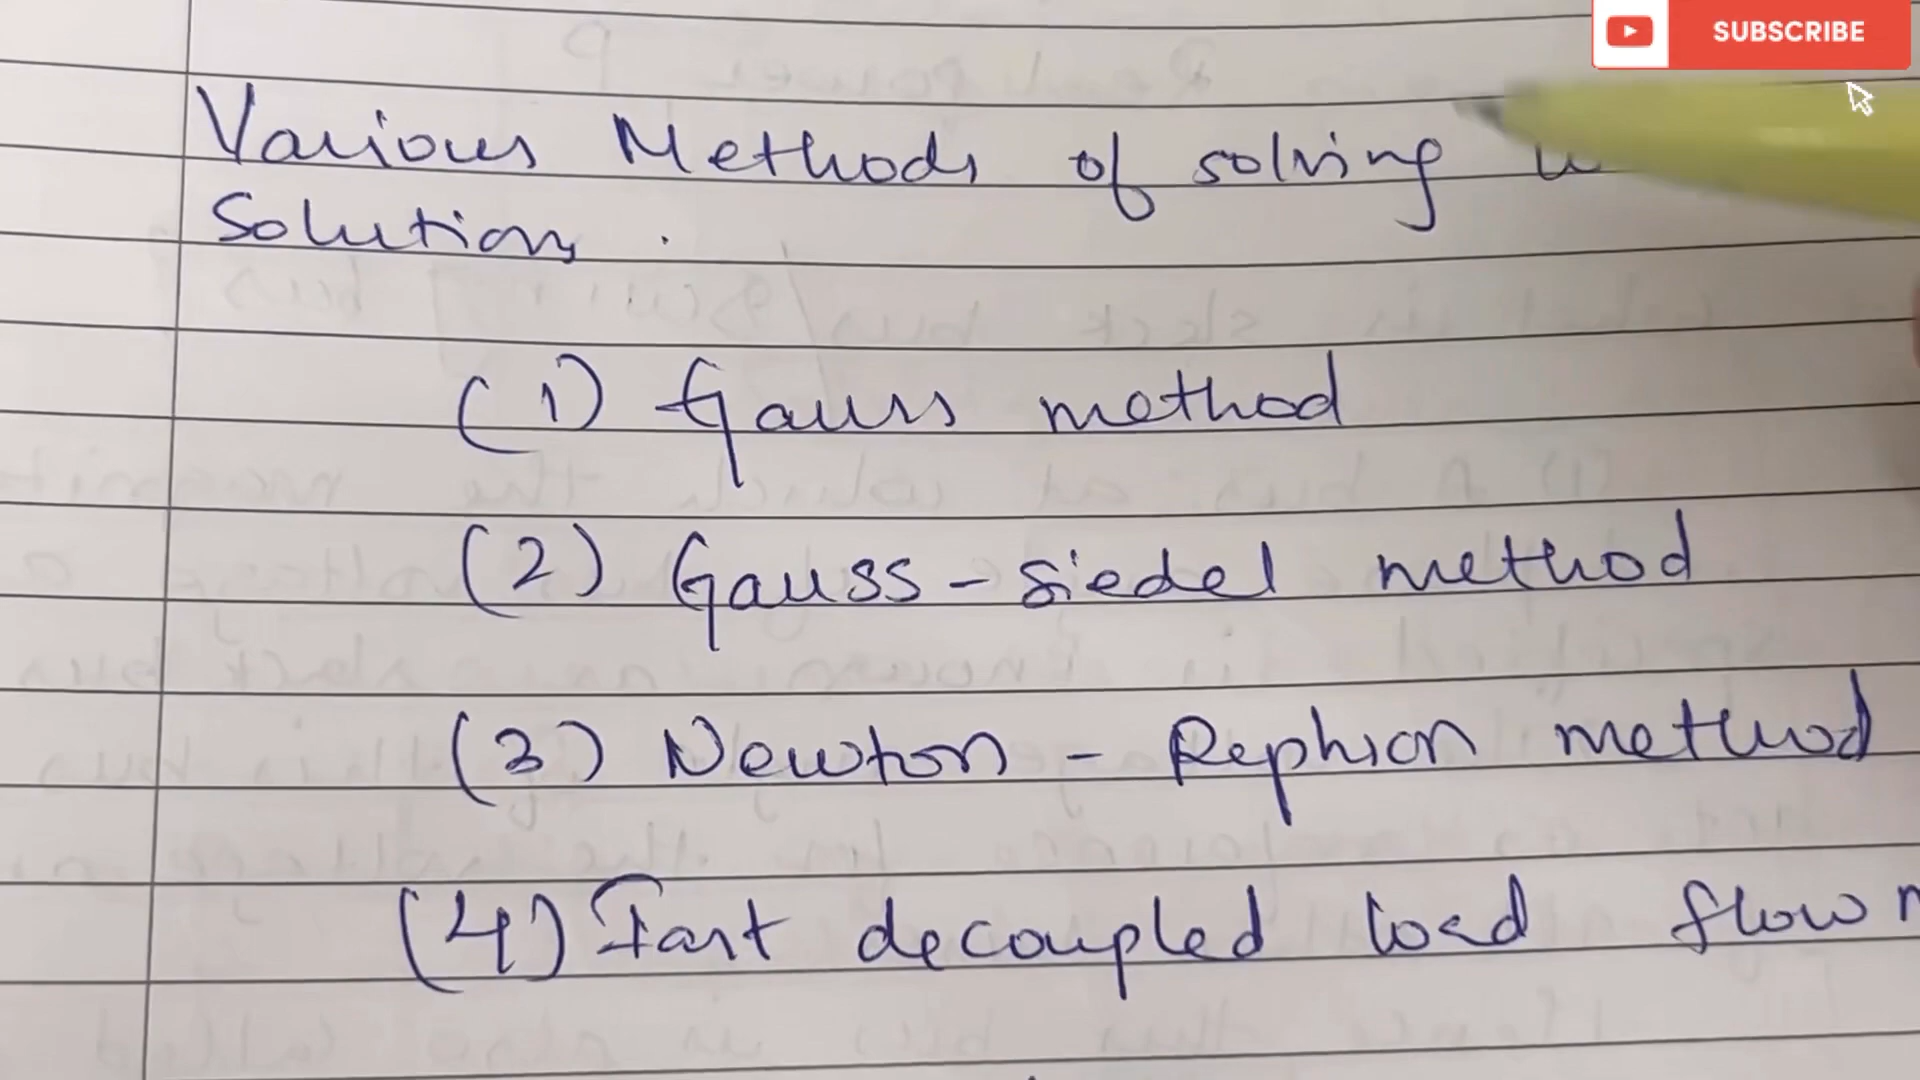 SUBSCRIBE
Various Methods of solving
Solution .
(1) Gauss method
(2) Gauss - Siedel method
(3) Newton - Rephson method
(4) Fast decoupled load flow